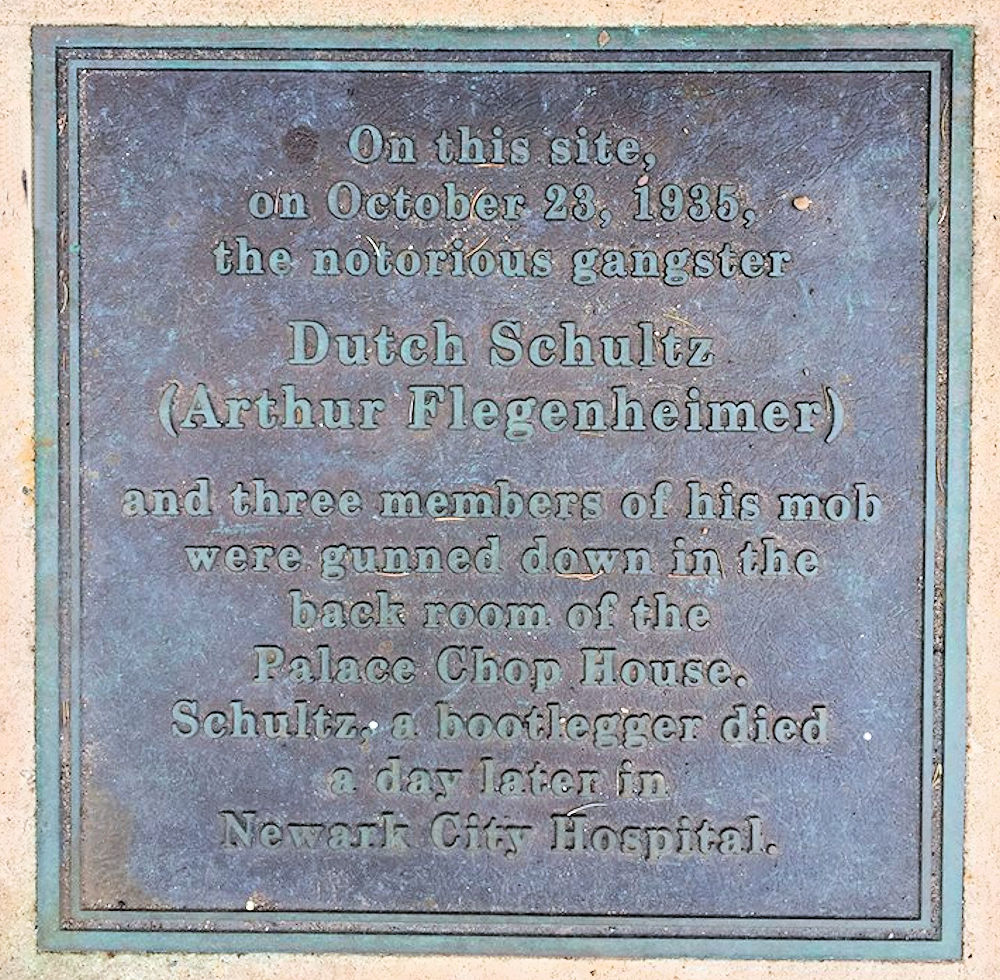 On this site,
on October 23, 1935,
the notorious gangster
Dutch Schultz
(Arthur Flegenheimer)
and three members of his mob
were gunned down in the
back room of the
Palace Chop House.
Schultz, a bootlegger died
a day later in
Newark City Hospital.